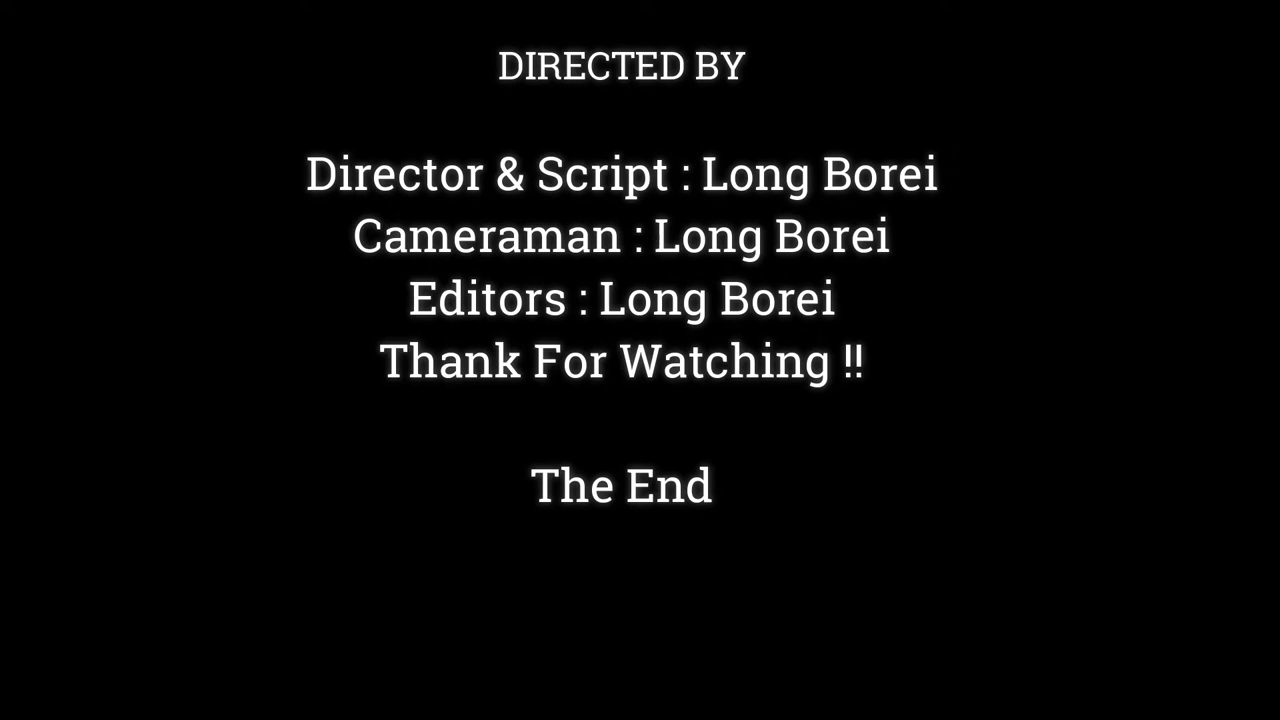 DIRECTED BY
Director & Script : Long Borei
Cameraman : Long Borei
Editors : Long Borei
Thank For Watching !!
The End